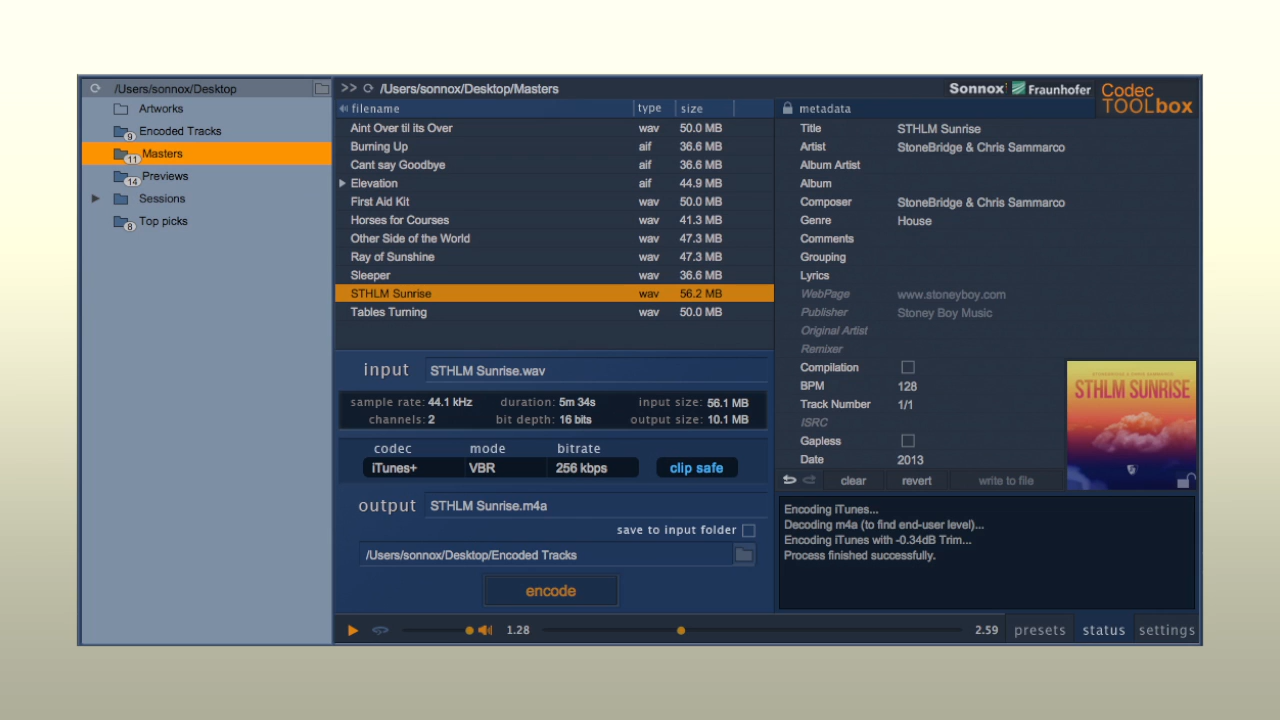 /Users/sonnox/Desktop
Artworks
9 Encoded Tracks
11 Masters
14 Previews
Sessions
8 Top picks
>> /Users/sonnox/Desktop/Masters
Sonnox Fraunhofer Codec TOOLbox
filename type size
Aint Over til its Over wav 50.0 MB
Burning Up aif 36.6 MB
Cant say Goodbye aif 36.6 MB
Elevation aif 44.9 MB
First Aid Kit wav 50.0 MB
Horses for Courses wav 41.3 MB
Other Side of the World wav 47.3 MB
Ray of Sunshine wav 47.3 MB
Sleeper wav 36.6 MB
STHLM Sunrise wav 56.2 MB
Tables Turning wav 50.0 MB
input STHLM Sunrise.wav
sample rate: 44.1 kHz duration: 5m 34s input size: 56.1 MB
channels: 2 bit depth: 16 bits output size: 10.1 MB
codec mode bitrate
iTunes+ VBR 256 kbps clip safe
output STHLM Sunrise.m4a
save to input folder
/Users/sonnox/Desktop/Encoded Tracks
encode
metadata
Title STHLM Sunrise
Artist StoneBridge & Chris Sammarco
Album Artist
Album
Composer StoneBridge & Chris Sammarco
Genre House
Comments
Grouping
Lyrics
WebPage www.stoneyboy.com
Publisher Stoney Boy Music
Original Artist
Remixer
Compilation
BPM 128
Track Number 1/1
ISRC
Gapless
Date 2013
STONEBRIDGE & CHRIS SAMMARCO
STHLM SUNRISE
clear revert write to file
Encoding iTunes...
Decoding m4a (to find end-user level)...
Encoding iTunes with -0.34dB Trim...
Process finished successfully.
1.28 2.59 presets status settings